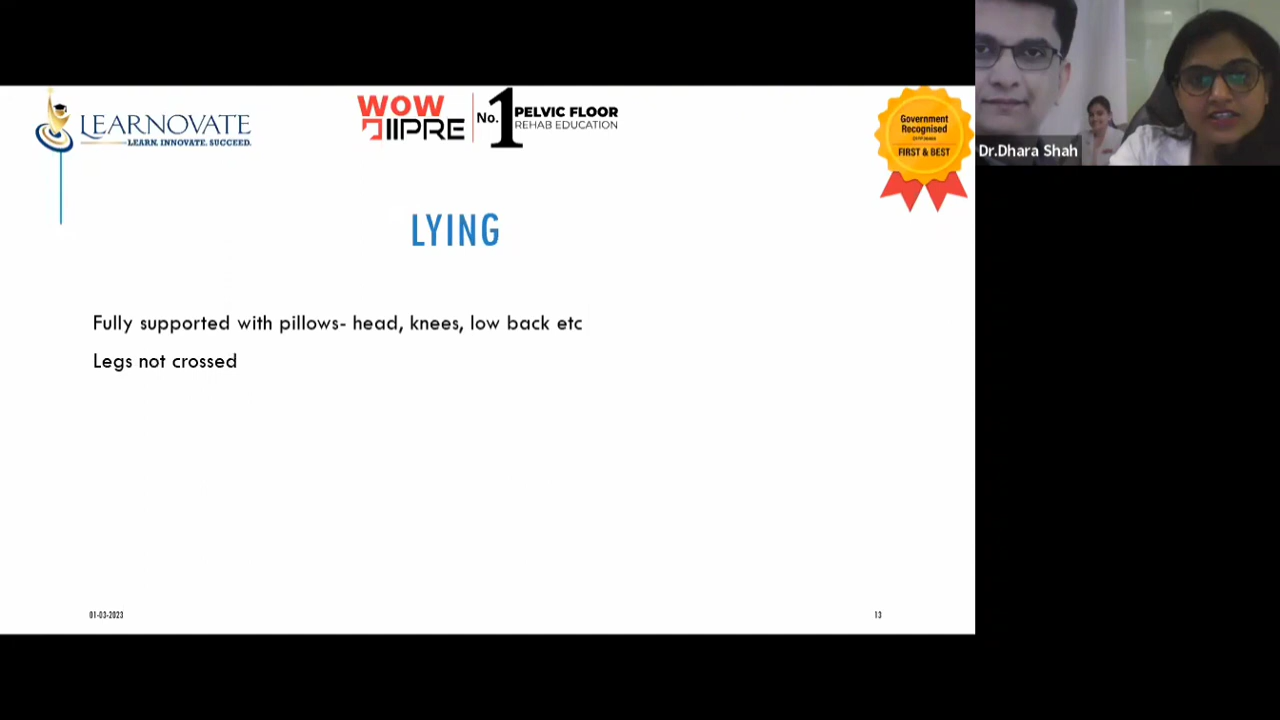 LEARNOVATE
LEARN. INNOVATE. SUCCEED.
WOW
IIPRE
No. 1
PELVIC FLOOR
REHAB EDUCATION
Government
Recognised
FIRST & BEST
Dr.Dhara Shah
LYING
Fully supported with pillows- head, knees, low back etc
Legs not crossed
01-03-2023
13